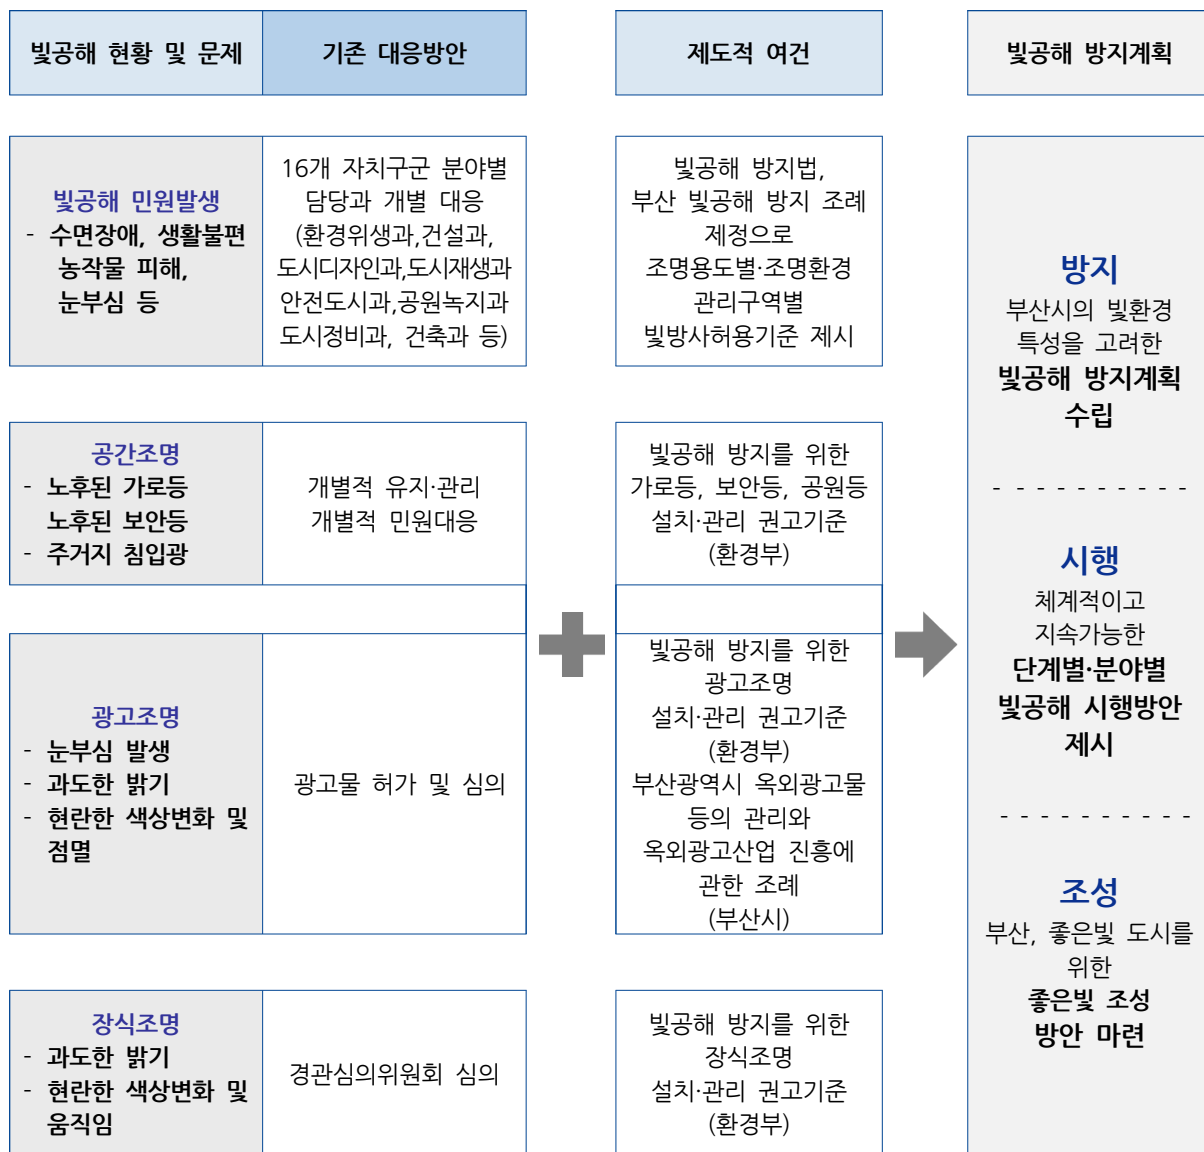 빛공해 현황 및 문제
기존 대응방안
제도적 여건
빛공해 방지계획
빛공해 민원발생
- 수면장애, 생활불편
농작물 피해,
눈부심 등
16개 자치구군 분야별
담당과 개별 대응
(환경위생과,건설과,
도시디자인과,도시재생과
안전도시과,공원녹지과
도시정비과, 건축과 등)
빛공해 방지법,
부산 빛공해 방지 조례
제정으로
조명용도별·조명환경
관리구역별
빛방사허용기준 제시
공간조명
- 노후된 가로등
노후된 보안등
- 주거지 침입광
개별적 유지·관리
개별적 민원대응
빛공해 방지를 위한
가로등, 보안등, 공원등
설치·관리 권고기준
(환경부)
광고조명
- 눈부심 발생
- 과도한 밝기
- 현란한 색상변화 및
점멸
광고물 허가 및 심의
빛공해 방지를 위한
광고조명
설치·관리 권고기준
(환경부)
부산광역시 옥외광고물
등의 관리와
옥외광고산업 진흥에
관한 조례
(부산시)
장식조명
- 과도한 밝기
- 현란한 색상변화 및
움직임
경관심의위원회 심의
빛공해 방지를 위한
장식조명
설치·관리 권고기준
(환경부)
방지
부산시의 빛환경
특성을 고려한
빛공해 방지계획
수립
시행
체계적이고
지속가능한
단계별·분야별
빛공해 시행방안
제시
조성
부산, 좋은빛 도시를
위한
좋은빛 조성
방안 마련